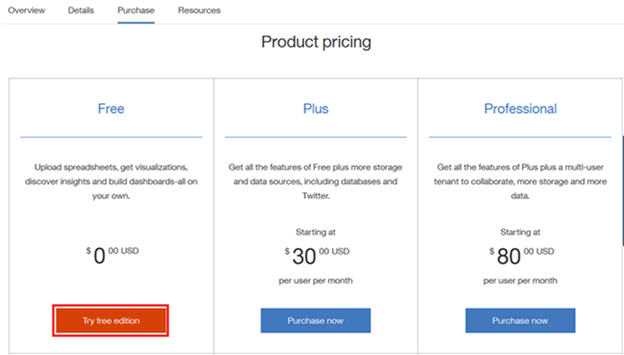 Overview Details Purchase Resources
Product pricing
Free
Upload spreadsheets, get visualizations,
discover insights and build dashboards-all on
your own.
$ 0 00 USD
Try free edition
Plus
Get all the features of Free plus more storage
and data sources, including databases and
Twitter.
Starting at
$ 30 00 USD
per user per month
Purchase now
Professional
Get all the features of Plus plus a multi-user
tenant to collaborate, more storage and more
data.
Starting at
$ 80 00 USD
per user per month
Purchase now